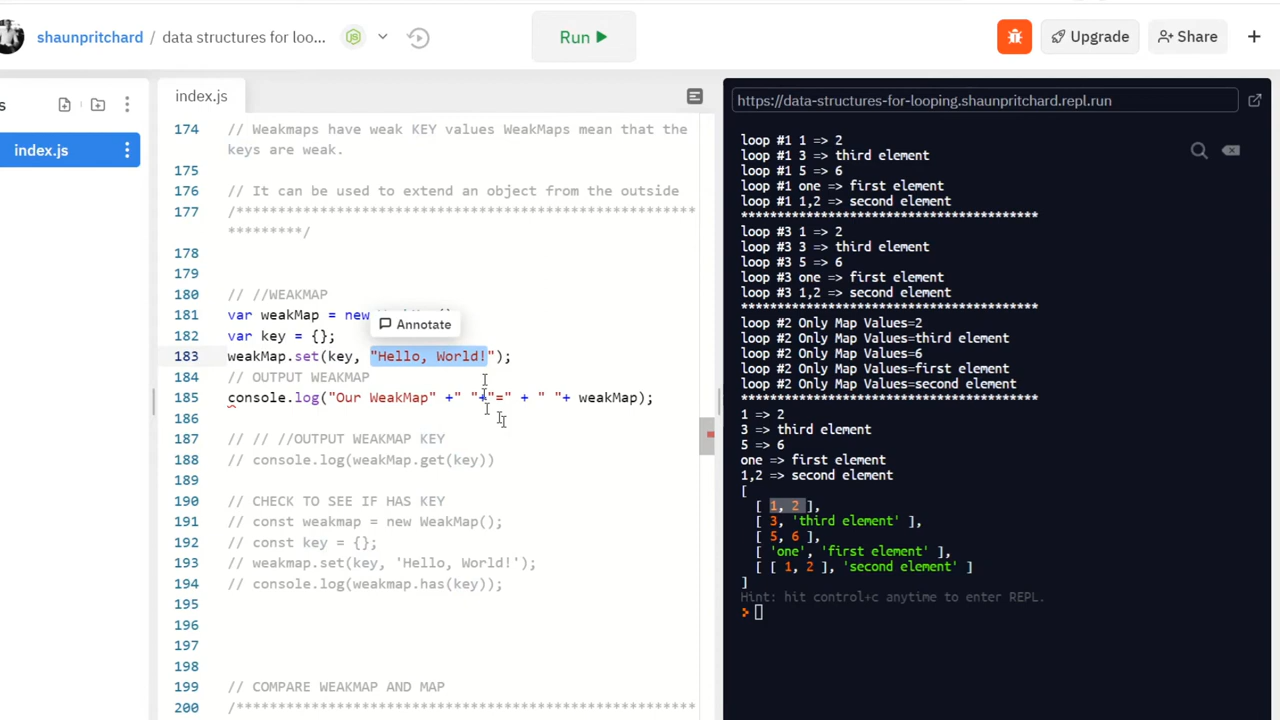 shaunpritchard / data structures for loo...
Run
Upgrade
Share
s
index.js
index.js
174 // Weakmaps have weak KEY values WeakMaps mean that the
keys are weak.
175
176 // It can be used to extend an object from the outside
177 /*******************************************************
*********/
178
179
180 // //WEAKMAP
181 var weakMap = new
Annotate
182 var key = {};
183 weakMap.set(key, "Hello, World!");
184 // OUTPUT WEAKMAP
185 console.log("Our WeakMap" +" "+"=" + " "+ weakMap);
186
187 // // //OUTPUT WEAKMAP KEY
188 // console.log(weakMap.get(key))
189
190 // CHECK TO SEE IF HAS KEY
191 // const weakmap = new WeakMap();
192 // const key = {};
193 // weakmap.set(key, 'Hello, World!');
194 // console.log(weakmap.has(key));
195
196
197
198
199 // COMPARE WEAKMAP AND MAP
200 /*******************************************************
https://data-structures-for-looping.shaunpritchard.repl.run
loop #1 1 => 2
loop #1 3 => third element
loop #1 5 => 6
loop #1 one => first element
loop #1 1,2 => second element
******************************************
loop #3 1 => 2
loop #3 3 => third element
loop #3 5 => 6
loop #3 one => first element
loop #3 1,2 => second element
******************************************
loop #2 Only Map Values=2
loop #2 Only Map Values=third element
loop #2 Only Map Values=6
loop #2 Only Map Values=first element
loop #2 Only Map Values=second element
******************************************
1 => 2
3 => third element
5 => 6
one => first element
1,2 => second element
[
[ 1, 2 ],
[ 3, 'third element' ],
[ 5, 6 ],
[ 'one', 'first element' ],
[ [ 1, 2 ], 'second element' ]
]
Hint: hit control+c anytime to enter REPL.
>